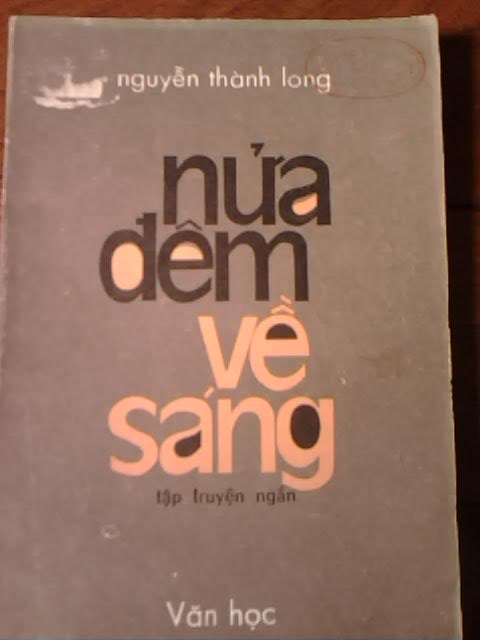 nguyễn thành long
nửa
đêm
về
sáng
tập truyện ngắn
Văn học